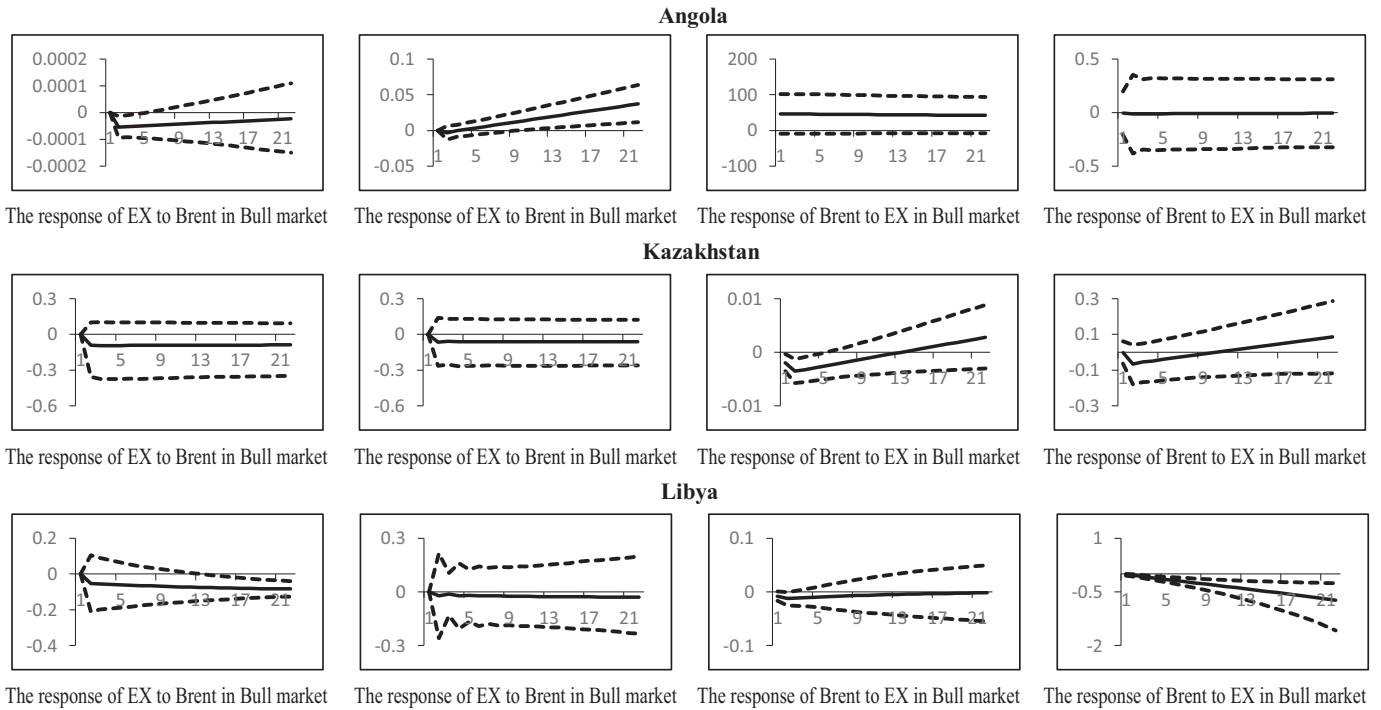 Angola
0.0002
0.0001
0
-0.0001
-0.0002
1 5 9 13 17 21
0.1
0.05
0
-0.05
1 5 9 13 17 21
200
100
0
-100
1 5 9 13 17 21
0.5
0
-0.5
1 5 9 13 17 21
The response of EX to Brent in Bull market
The response of EX to Brent in Bull market
The response of Brent to EX in Bull market
The response of Brent to EX in Bull market
Kazakhstan
0.3
0
-0.3
-0.6
1 5 9 13 17 21
0.3
0
-0.3
-0.6
1 5 9 13 17 21
0.01
0
-0.01
1 5 9 13 17 21
0.3
0.1
-0.1
-0.3
1 5 9 13 17 21
The response of EX to Brent in Bull market
The response of EX to Brent in Bull market
The response of Brent to EX in Bull market
The response of Brent to EX in Bull market
Libya
0.2
0
-0.2
-0.4
1 5 9 13 17 21
0.3
0
-0.3
1 5 9 13 17 21
0.1
0
-0.1
1 5 9 13 17 21
1
-0.5
-2
1 5 9 13 17 21
The response of EX to Brent in Bull market
The response of EX to Brent in Bull market
The response of Brent to EX in Bull market
The response of Brent to EX in Bull market